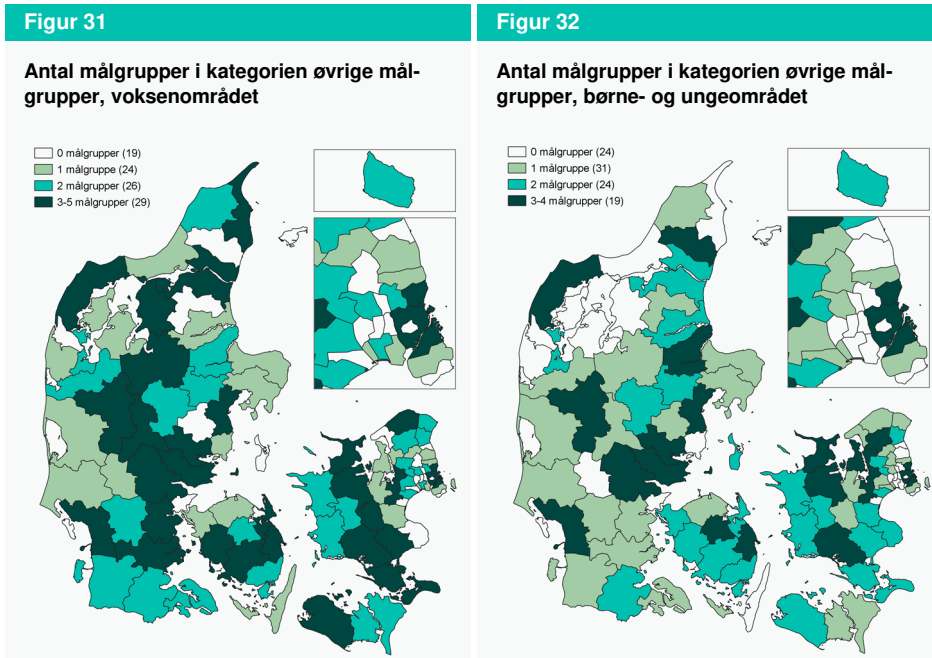 Figur 31
Antal målgrupper i kategorien øvrige mål-
grupper, voksenområdet
0 målgrupper (19)
1 målgruppe (24)
2 målgrupper (26)
3-5 målgrupper (29)
Figur 32
Antal målgrupper i kategorien øvrige mål-
grupper, børne- og ungeområdet
0 målgrupper (24)
1 målgruppe (31)
2 målgrupper (24)
3-4 målgrupper (19)